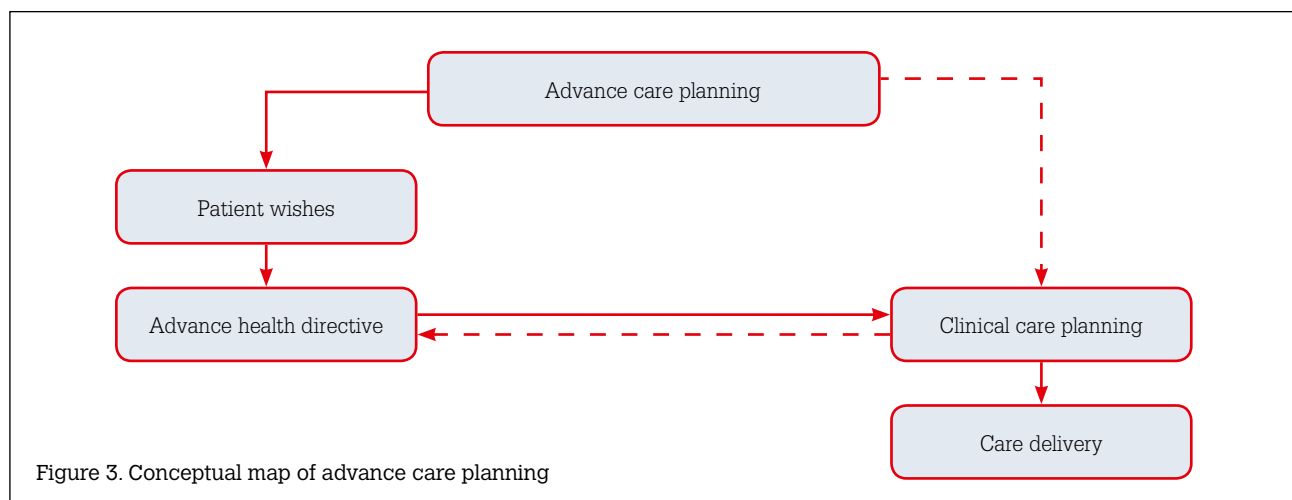 Advance care planning
Patient wishes
Advance health directive
Clinical care planning
Care delivery
Figure 3. Conceptual map of advance care planning